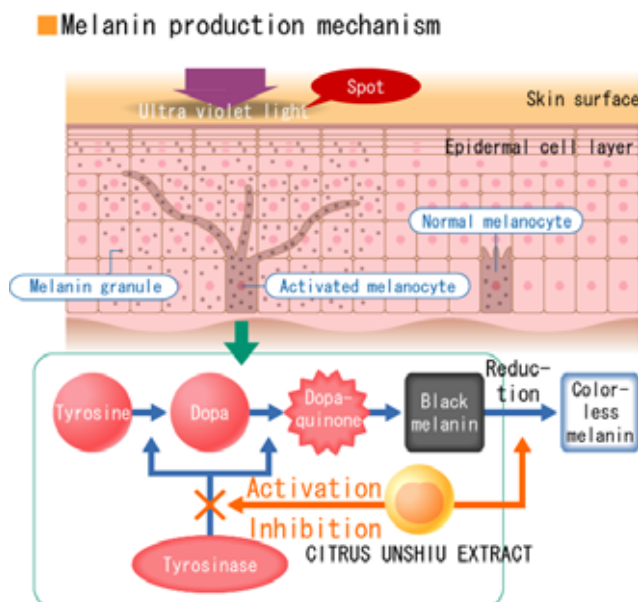 Melanin production mechanism
Spot
Ultra violet light
Skin surface
Epidermal cell layer
Normal melanocyte
Melanin granule
Activated melanocyte
Reduc-
tion
Tyrosine
Dopa
Dopa-
quinone
Black
melanin
Color-
less
melanin
Activation
Inhibition
CITRUS UNSHIU EXTRACT
Tyrosinase